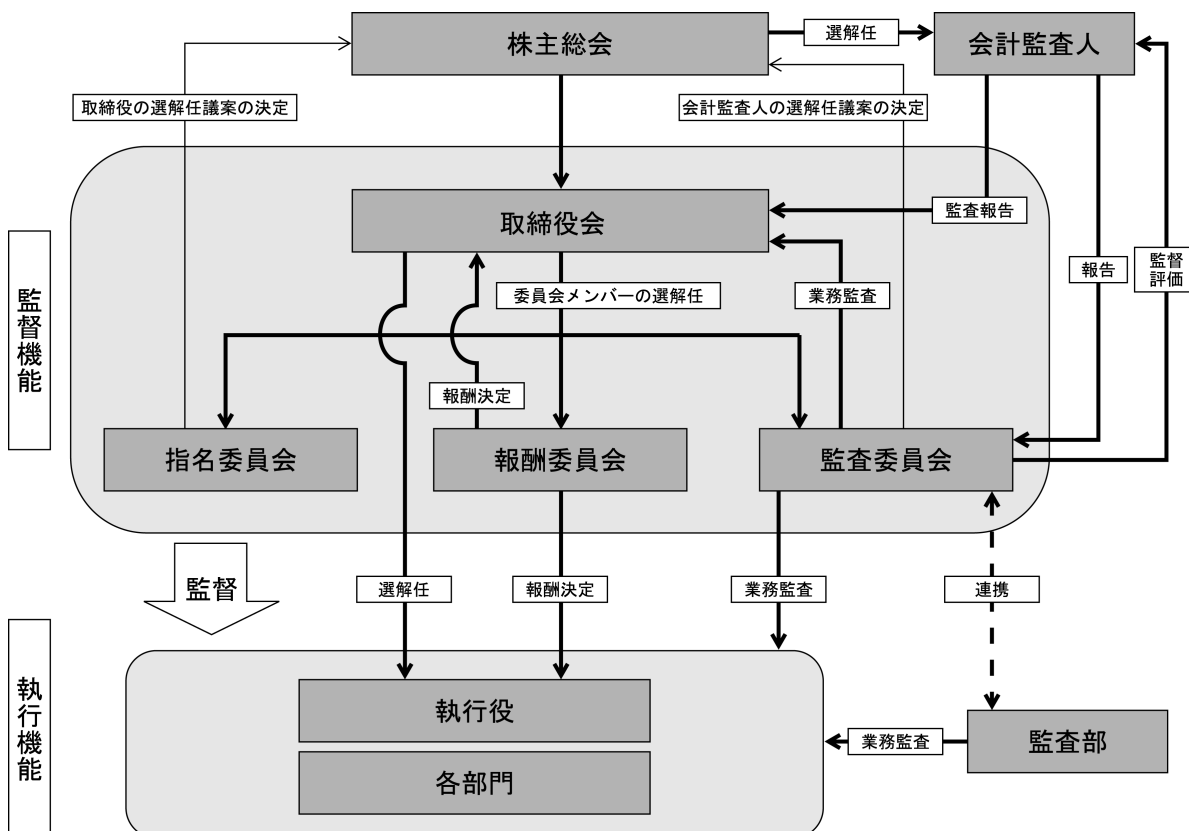 株主総会
選解任
会計監査人
取締役の選解任議案の決定
会計監査人の選解任議案の決定
取締役会
監査報告
監督機能
委員会メンバーの選解任
業務監査
報告
監督
評価
報酬決定
指名委員会
報酬委員会
監査委員会
監督
選解任
報酬決定
業務監査
連携
執行機能
執行役
業務監査
監査部
各部門